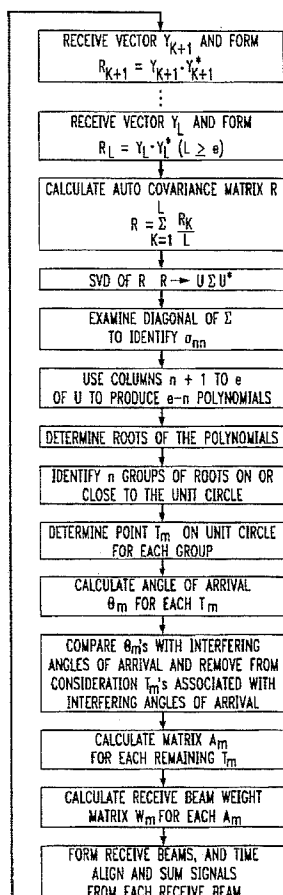 RECEIVE VECTOR Y_{K+1} AND FORM
R_{K+1} = Y_{K+1}·Y*_{K+1}
⋮
RECEIVE VECTOR Y_L AND FORM
R_L = Y_L·Y_L* (L ≥ e)
CALCULATE AUTO COVARIANCE MATRIX R
R = Σ_{K=1}^{L} R_K/L
SVD OF R R → U Σ U*
EXAMINE DIAGONAL OF Σ
TO IDENTIFY σ_{nn}
USE COLUMNS n + 1 TO e
OF U TO PRODUCE e-n POLYNOMIALS
DETERMINE ROOTS OF THE POLYNOMIALS
IDENTIFY n GROUPS OF ROOTS ON OR
CLOSE TO THE UNIT CIRCLE
DETERMINE POINT T_m ON UNIT CIRCLE
FOR EACH GROUP
CALCULATE ANGLE OF ARRIVAL
θ_m FOR EACH T_m
COMPARE θ_m's WITH INTERFERING
ANGLES OF ARRIVAL AND REMOVE FROM
CONSIDERATION T_m's ASSOCIATED WITH
INTERFERING ANGLES OF ARRIVAL
CALCULATE MATRIX A_m
FOR EACH REMAINING T_m
CALCULATE RECEIVE BEAM WEIGHT
MATRIX W_m FOR EACH A_m
FORM RECEIVE BEAMS, AND TIME
ALIGN AND SUM SIGNALS
FROM EACH RECEIVE BEAM